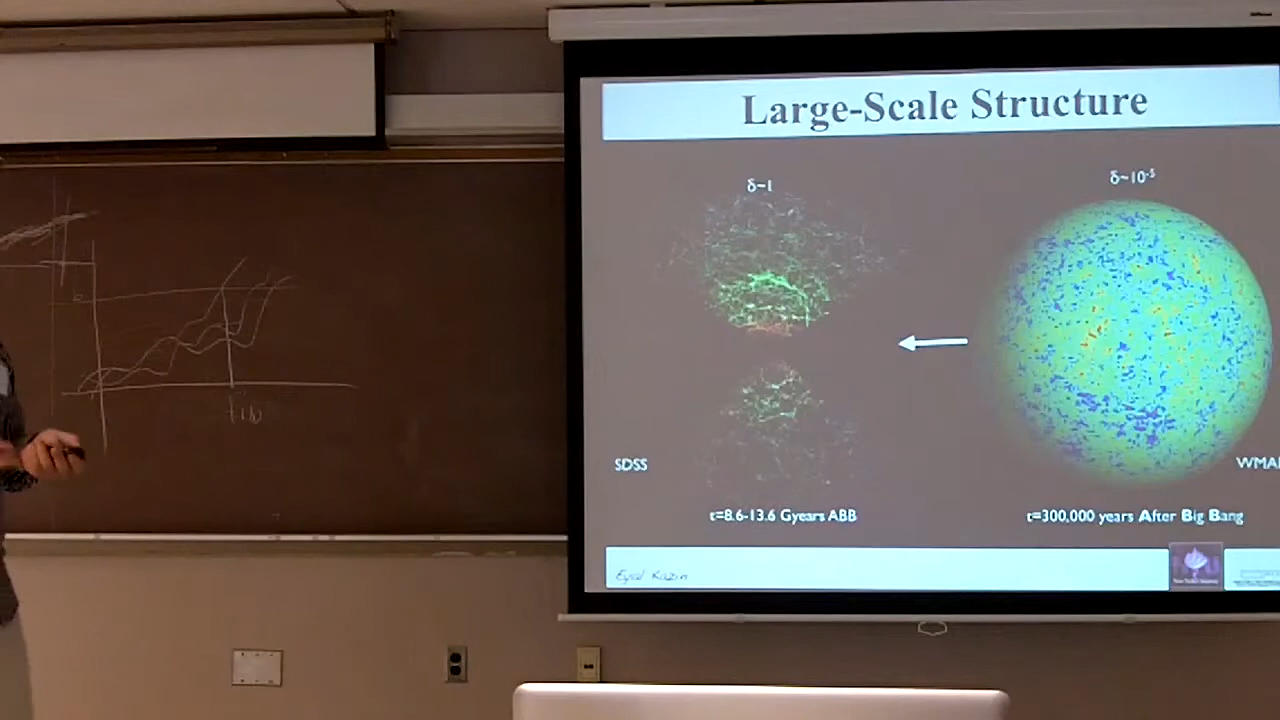 Large-Scale Structure
δ~1
δ~10⁻⁵
SDSS
WMA
t=8.6-13.6 Gyears ABB
t=300,000 years After Big Bang
Eyal Kazin